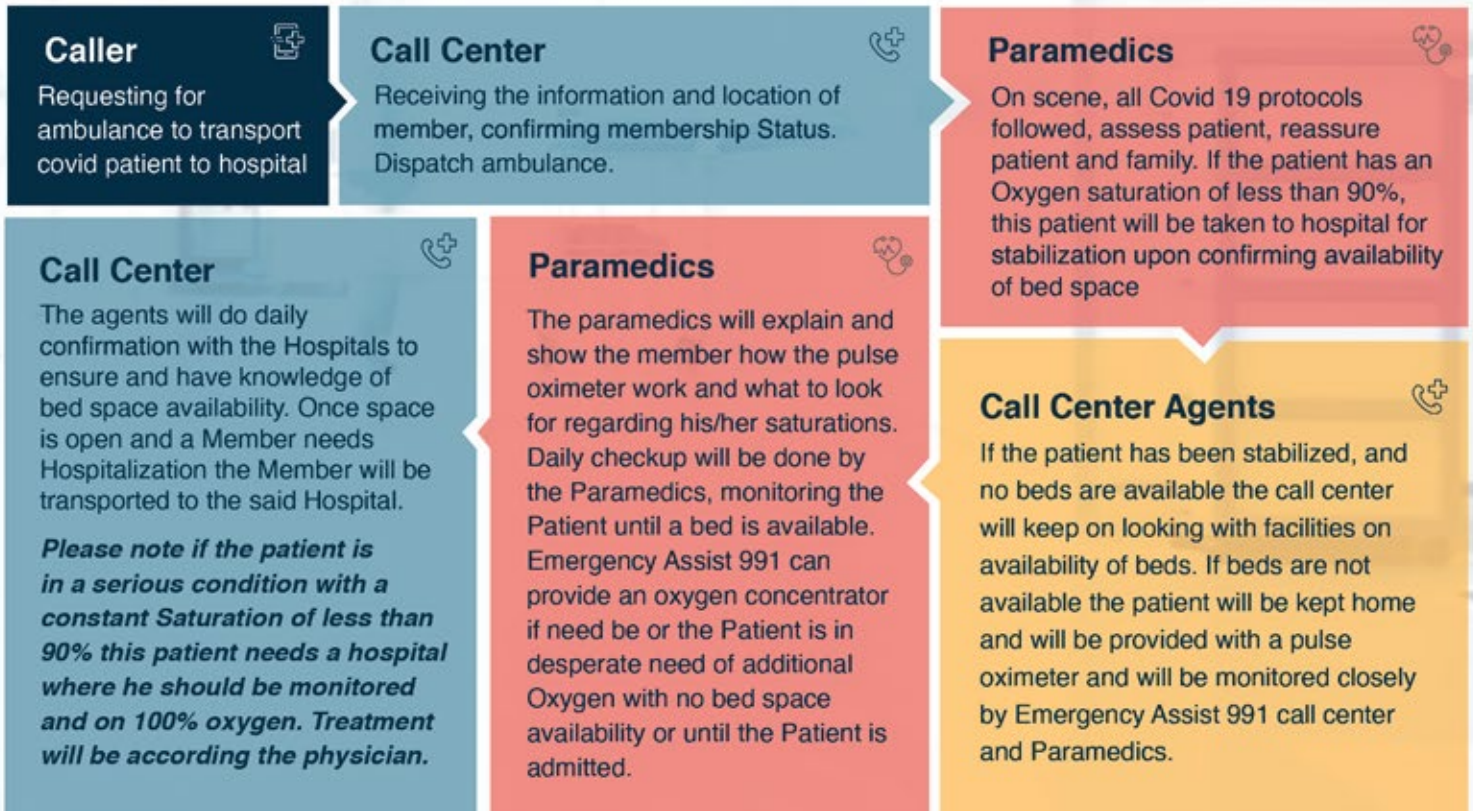 Caller
Requesting for
ambulance to transport
covid patient to hospital
Call Center
Receiving the information and location of
member, confirming membership Status.
Dispatch ambulance.
Paramedics
On scene, all Covid 19 protocols
followed, assess patient, reassure
patient and family. If the patient has an
Oxygen saturation of less than 90%,
this patient will be taken to hospital for
stabilization upon confirming availability
of bed space
Call Center Agents
If the patient has been stabilized, and
no beds are available the call center
will keep on looking with facilities on
availability of beds. If beds are not
available the patient will be kept home
and will be provided with a pulse
oximeter and will be monitored closely
by Emergency Assist 991 call center
and Paramedics.
Paramedics
The paramedics will explain and
show the member how the pulse
oximeter work and what to look
for regarding his/her saturations.
Daily checkup will be done by
the Paramedics, monitoring the
Patient until a bed is available.
Emergency Assist 991 can
provide an oxygen concentrator
if need be or the Patient is in
desperate need of additional
Oxygen with no bed space
availability or until the Patient is
admitted.
Call Center
The agents will do daily
confirmation with the Hospitals to
ensure and have knowledge of
bed space availability. Once space
is open and a Member needs
Hospitalization the Member will be
transported to the said Hospital.
Please note if the patient is
in a serious condition with a
constant Saturation of less than
90% this patient needs a hospital
where he should be monitored
and on 100% oxygen. Treatment
will be according the physician.